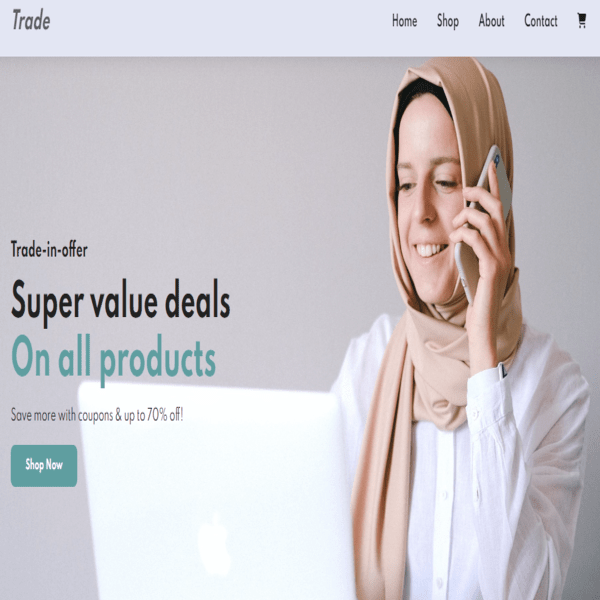 Trade
Home Shop About Contact
Trade-in-offer
Super value deals
On all products
Save more with coupons & up to 70% off!
Shop Now